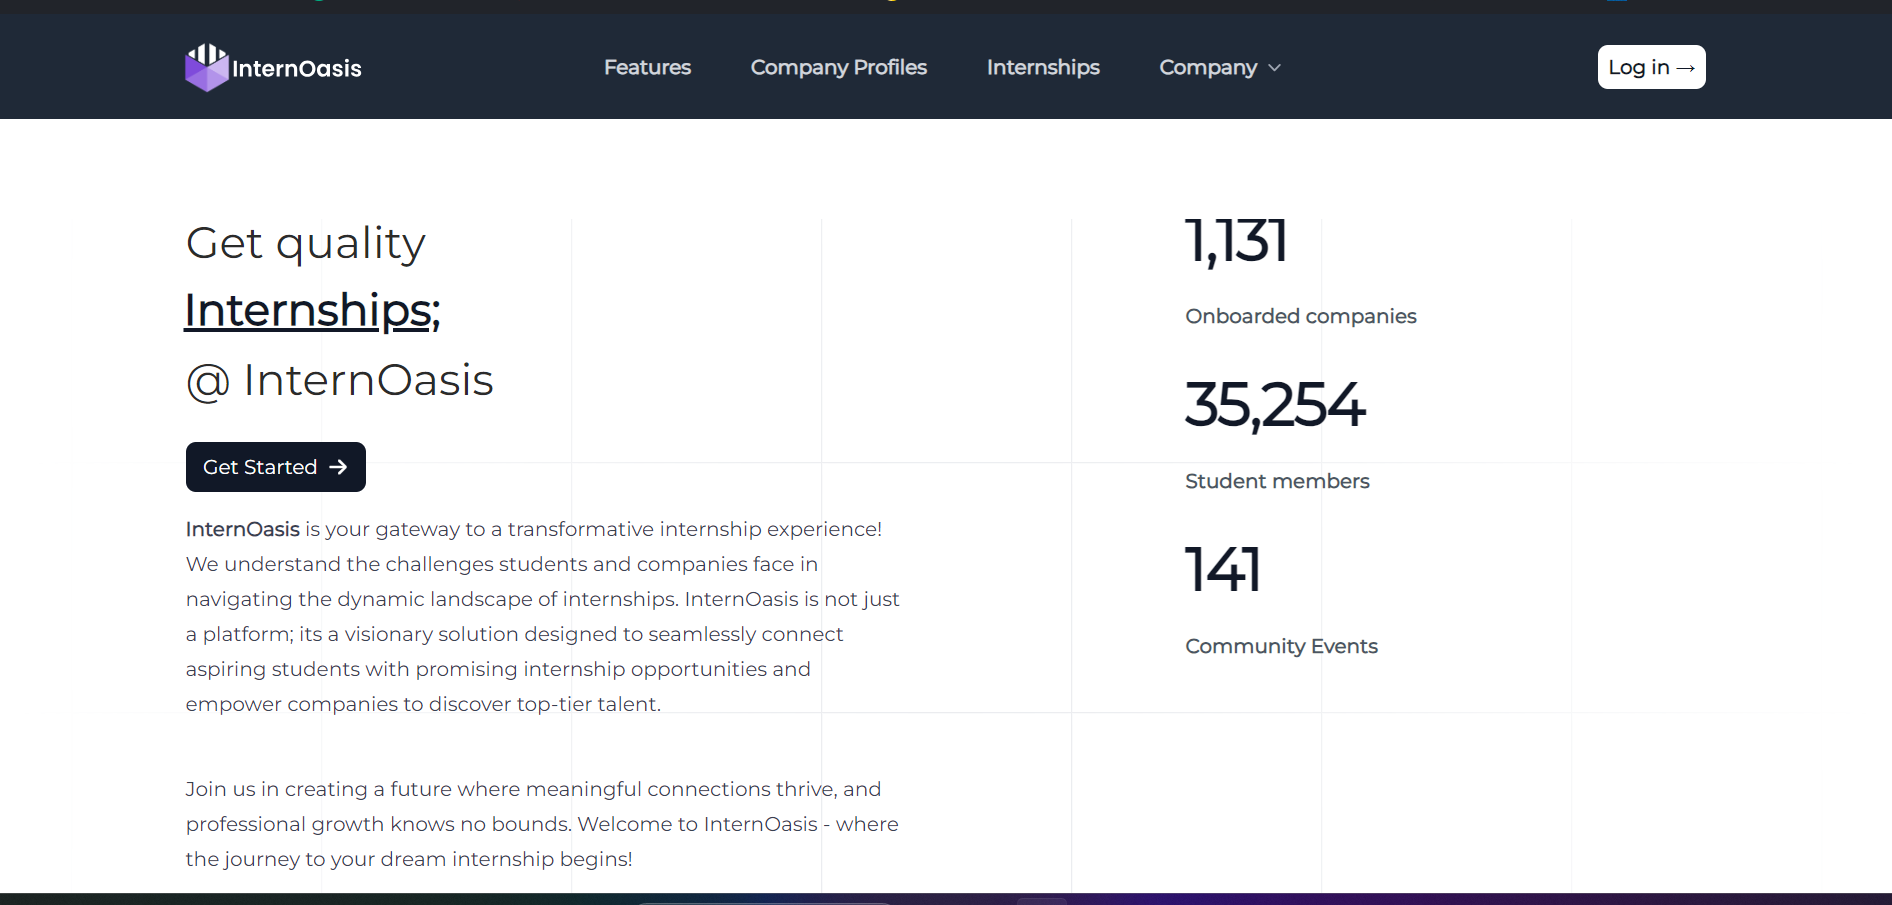 InternOasis
Features
Company Profiles
Internships
Company
Log in →
Get quality
Internships;
@ InternOasis
Get Started →
InternOasis is your gateway to a transformative internship experience!
We understand the challenges students and companies face in
navigating the dynamic landscape of internships. InternOasis is not just
a platform; its a visionary solution designed to seamlessly connect
aspiring students with promising internship opportunities and
empower companies to discover top-tier talent.
Join us in creating a future where meaningful connections thrive, and
professional growth knows no bounds. Welcome to InternOasis - where
the journey to your dream internship begins!
1,131
Onboarded companies
35,254
Student members
141
Community Events